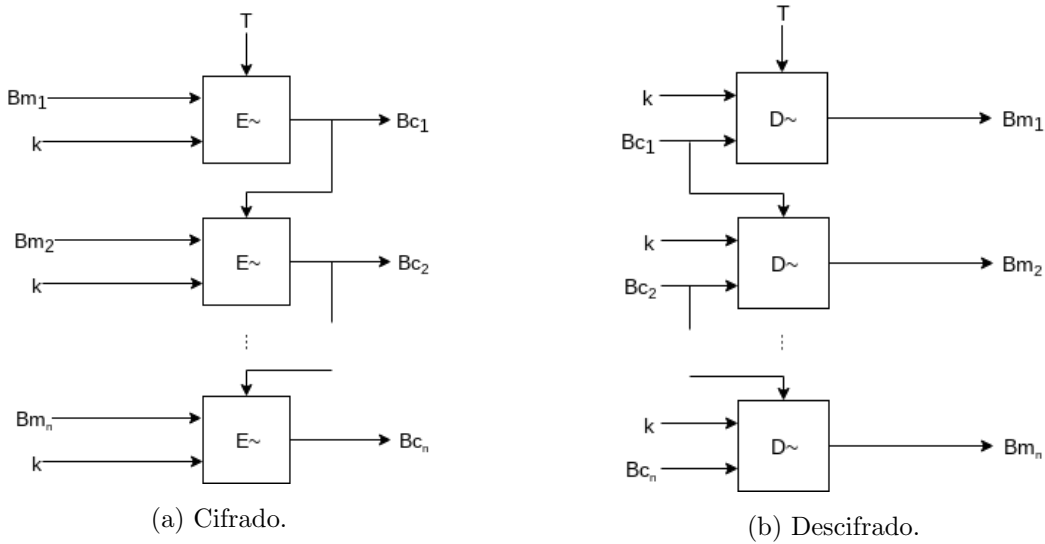 T
Bm1
k
E~
Bc1
Bm2
k
E~
Bc2
⋮
Bmn
k
E~
Bcn
(a) Cifrado.
T
k
Bc1
D~
Bm1
k
Bc2
D~
Bm2
⋮
k
Bcn
D~
Bmn
(b) Descifrado.